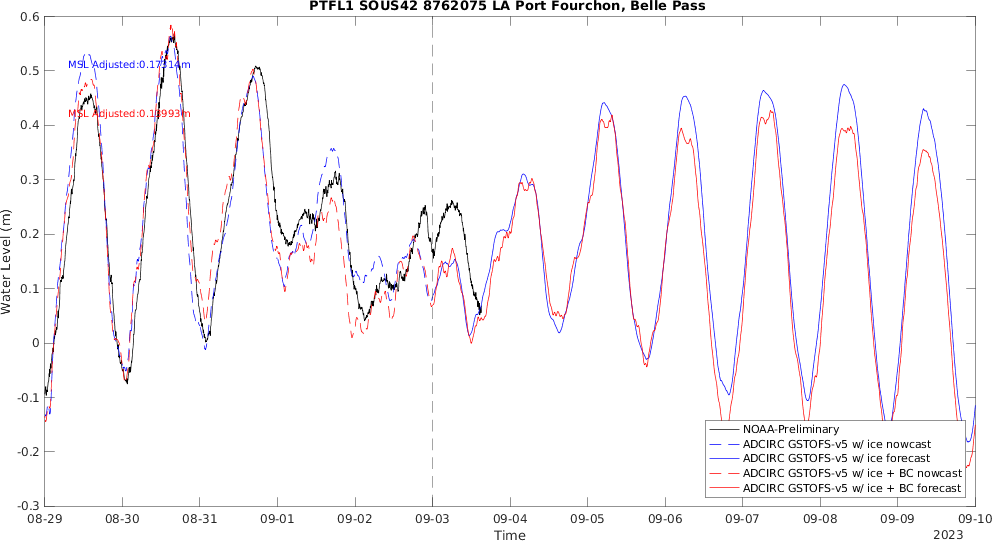 PTFL1 SOUS42 8762075 LA Port Fourchon, Belle Pass
0.6
0.5
0.4
0.3
0.2
0.1
0
-0.1
-0.2
-0.3
Water Level (m)
MSL Adjusted:0.17314m
MSL Adjusted:
NOAA-Preliminary
ADCIRC GSTOFS-v5 w/ ice nowcast
ADCIRC GSTOFS-v5 w/ ice forecast
ADCIRC GSTOFS-v5 w/ ice + BC nowcast
ADCIRC GSTOFS-v5 w/ ice + BC forecast
08-29 08-30 08-31 09-01 09-02 09-03 09-04 09-05 09-06 09-07 09-08 09-09 09-10
Time
2023